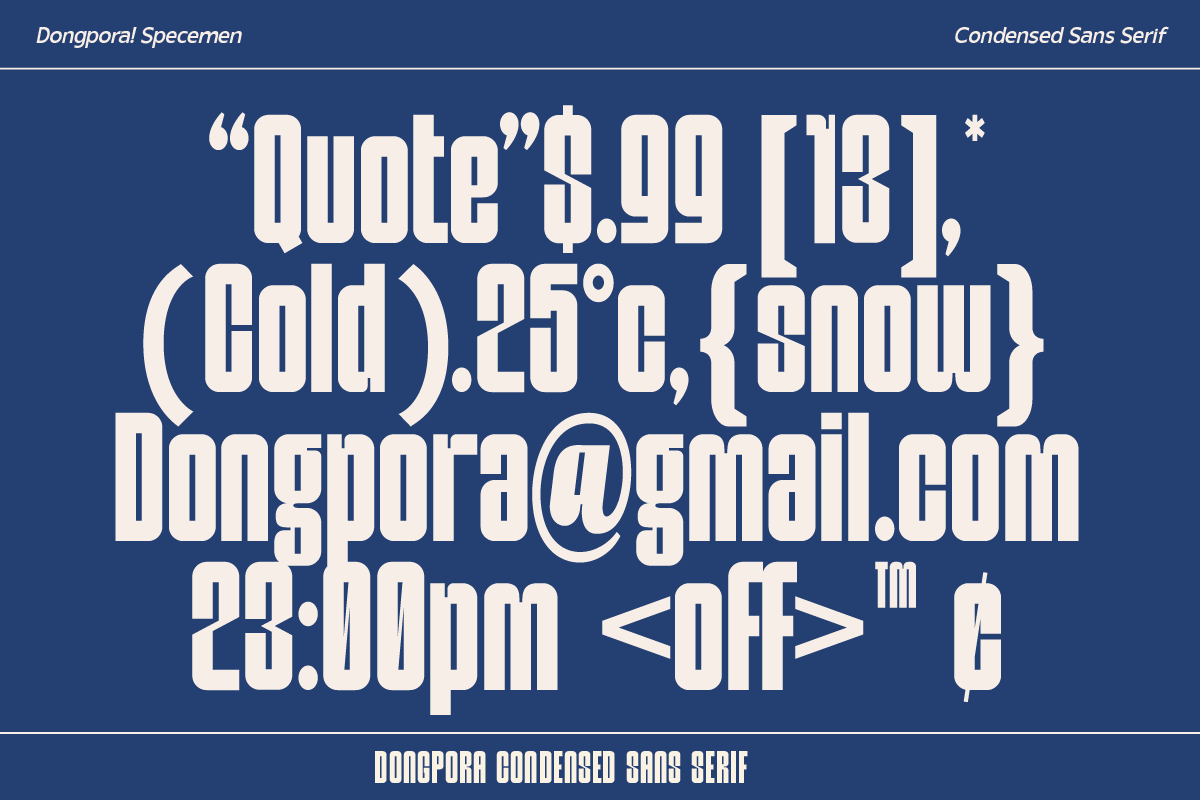 Dongpora! Specemen
Condensed Sans Serif
“Quote”$.99 [13],*
(Cold).25°c,{snow}
Dongpora@gmail.com
23:00pm <off>™ ¢
DONGPORA CONDENSED SANS SERIF